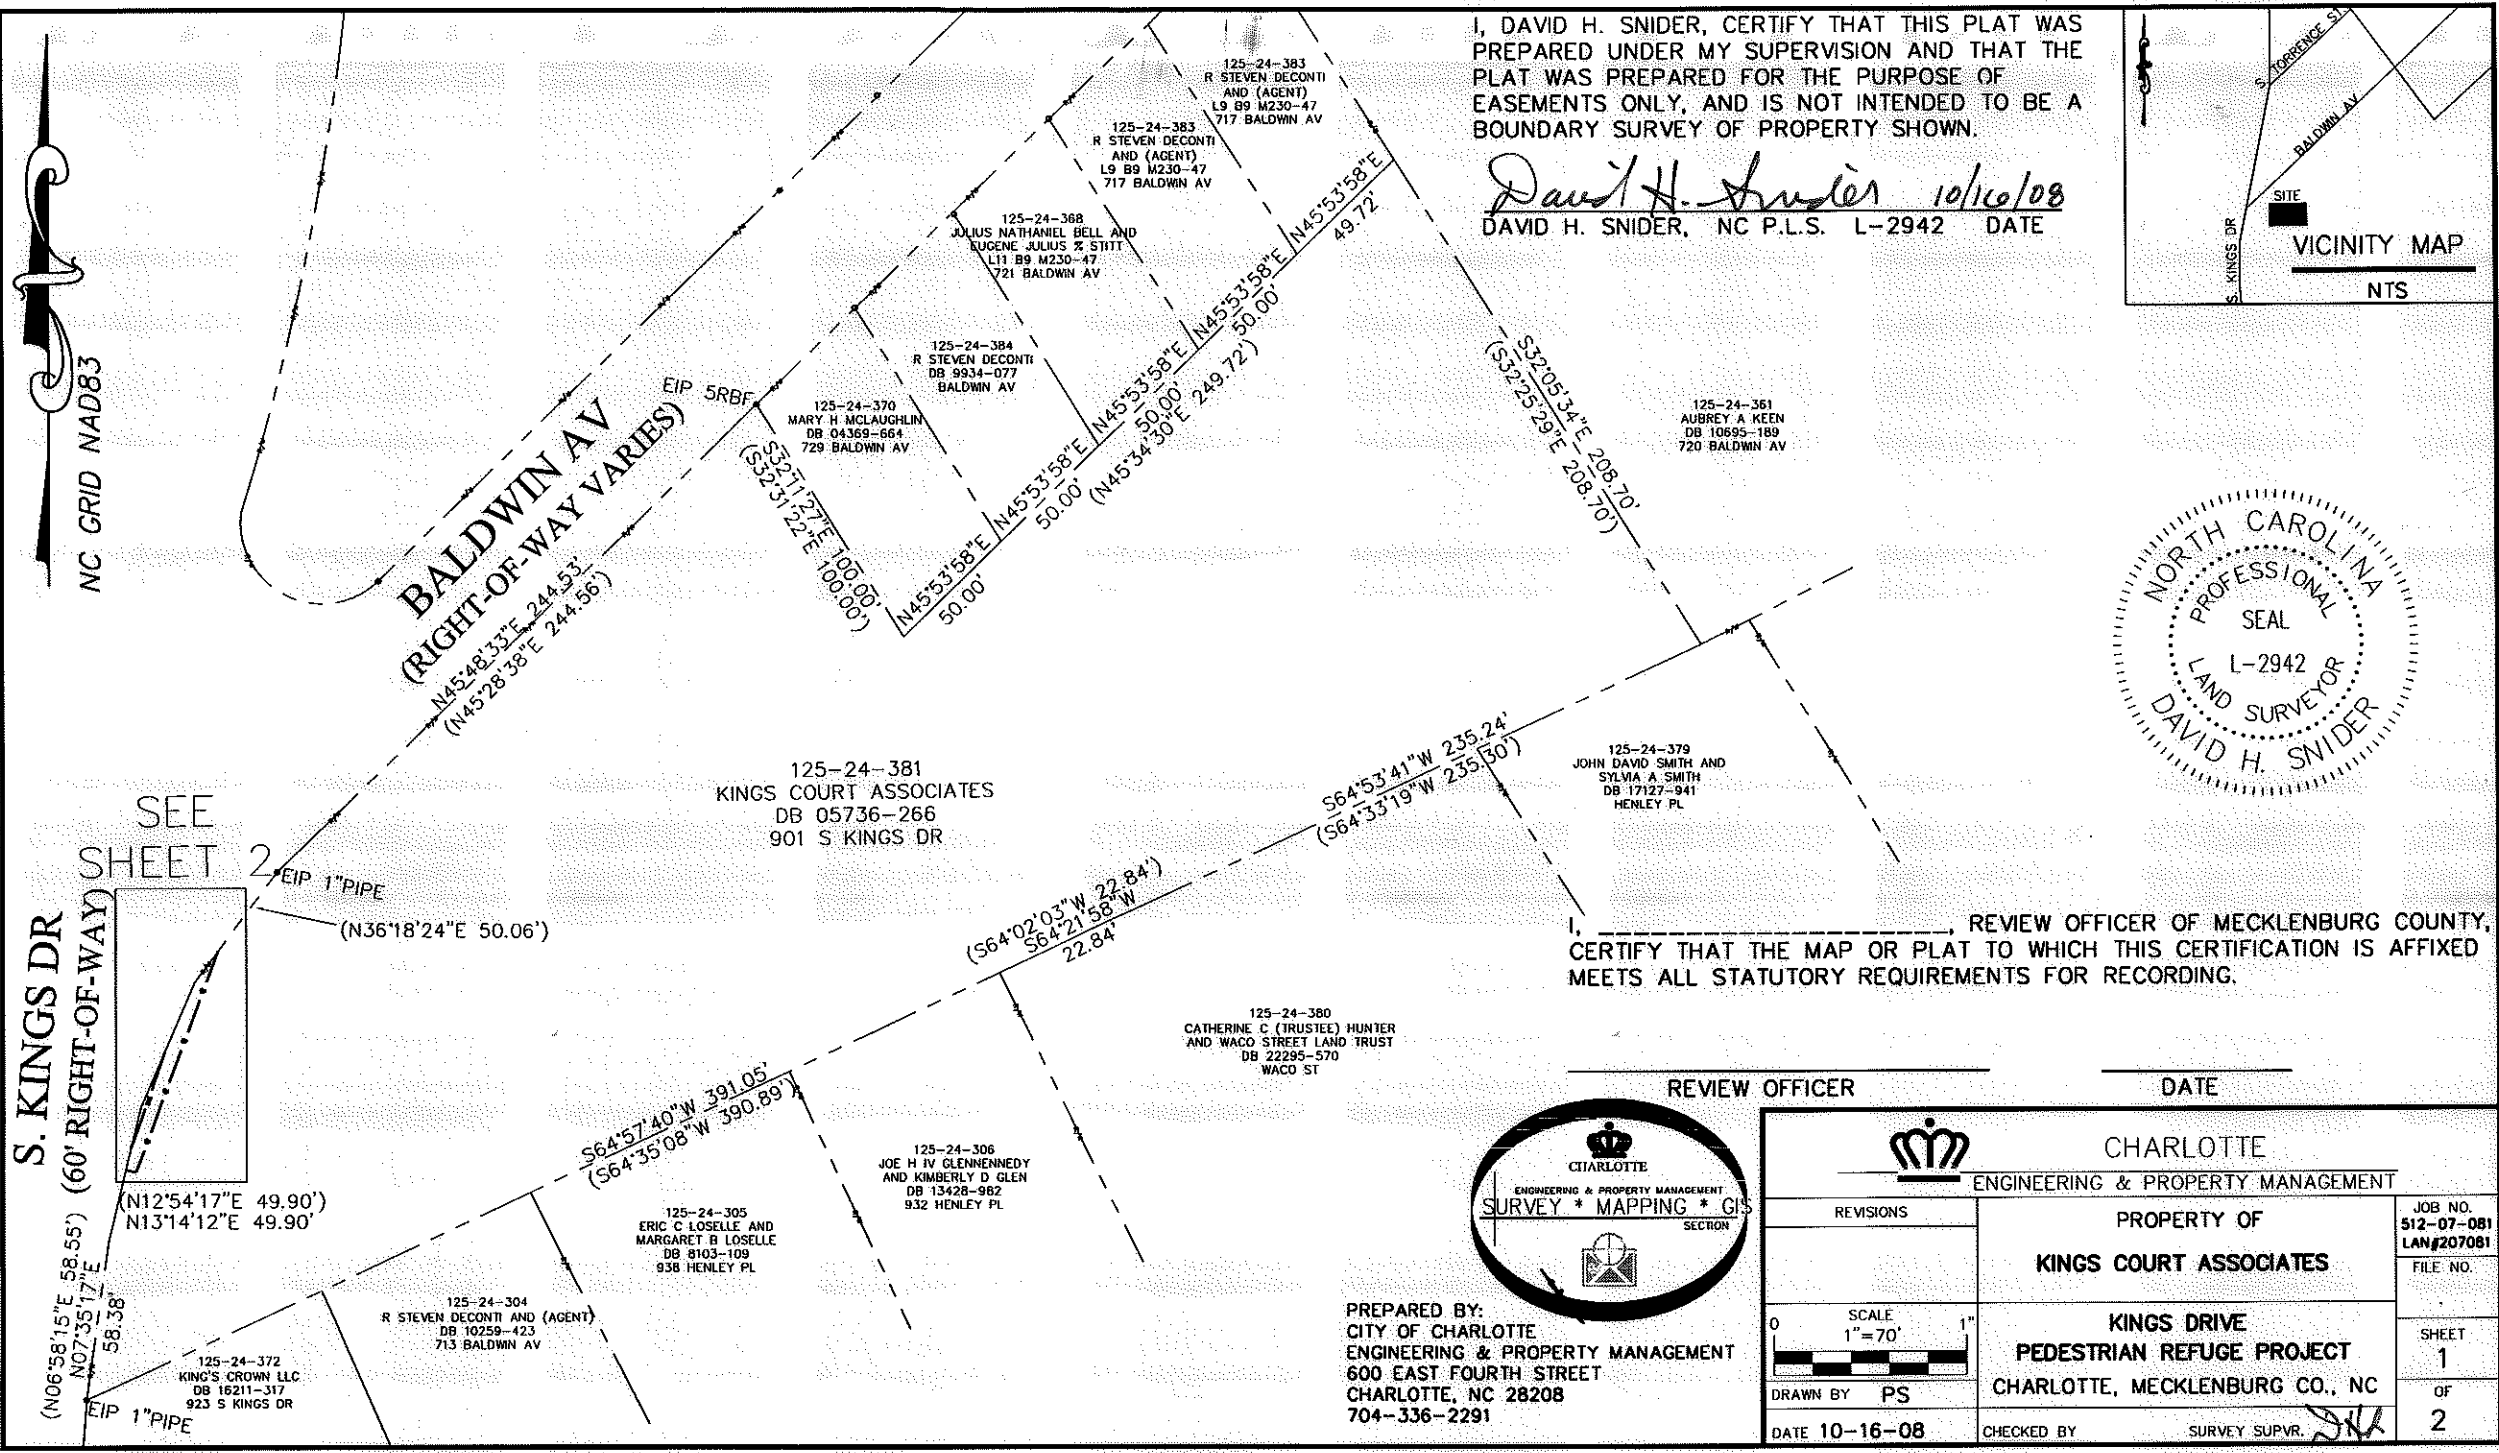 I, DAVID H. SNIDER, CERTIFY THAT THIS PLAT WAS
PREPARED UNDER MY SUPERVISION AND THAT THE
PLAT WAS PREPARED FOR THE PURPOSE OF
EASEMENTS ONLY, AND IS NOT INTENDED TO BE A
BOUNDARY SURVEY OF PROPERTY SHOWN.
David H. Snider 10/16/08
DAVID H. SNIDER, NC P.L.S. L-2942 DATE
S. TORRENCE ST.
BALDWIN AV
SITE
S. KINGS DR
VICINITY MAP
NTS
NC GRID NAD83
125-24-383
R STEVEN DECONTI
AND (AGENT)
L9 B9 M230-47
717 BALDWIN AV
125-24-383
R STEVEN DECONTI
AND (AGENT)
L9 B9 M230-47
717 BALDWIN AV
125-24-368
JULIUS NATHANIEL BELL AND
EUGENE JULIUS % STITT
L11 B9 M230-47
721 BALDWIN AV
125-24-384
R STEVEN DECONTI
DB 9934-077
BALDWIN AV
125-24-370
MARY H MCLAUGHLIN
DB 04369-664
729 BALDWIN AV
125-24-361
AUBREY A KEEN
DB 10695-189
720 BALDWIN AV
EIP 5RBF
BALDWIN AV
(RIGHT-OF-WAY VARIES)
N45°48'33"E 244.53'
(N45°28'38"E 244.56')
S32°11'27"E 100.00'
(S32°31'22"E 100.00')
N45°53'58"E
50.00'
N45°53'58"E
50.00'
N45°53'58"E
50.00'
N45°53'58"E
50.00'
N45°53'58"E
49.72'
(N45°34'30"E 249.72')
S32°05'34"E 208.70'
(S32°25'29"E 208.70')
NORTH CAROLINA
PROFESSIONAL
SEAL
L-2942
LAND SURVEYOR
DAVID H. SNIDER
125-24-381
KINGS COURT ASSOCIATES
DB 05736-266
901 S KINGS DR
S64°53'41"W 235.24'
(S64°33'19"W 235.30')
125-24-379
JOHN DAVID SMITH AND
SYLVIA A SMITH
DB 17127-941
HENLEY PL
SEE
SHEET 2
EIP 1"PIPE
(N36°18'24"E 50.06')
S. KINGS DR
(60' RIGHT-OF-WAY)
(S64°02'03"W 22.84')
S64°21'58"W
22.84'
I, , REVIEW OFFICER OF MECKLENBURG COUNTY,
CERTIFY THAT THE MAP OR PLAT TO WHICH THIS CERTIFICATION IS AFFIXED
MEETS ALL STATUTORY REQUIREMENTS FOR RECORDING.
REVIEW OFFICER
DATE
125-24-380
CATHERINE C (TRUSTEE) HUNTER
AND WACO STREET LAND TRUST
DB 22295-570
WACO ST
S64°57'40"W 391.05'
(S64°35'08"W 390.89')
125-24-306
JOE H IV GLENNENNEDY
AND KIMBERLY D GLEN
DB 13428-982
932 HENLEY PL
125-24-305
ERIC C LOSELLE AND
MARGARET B LOSELLE
DB 8103-109
938 HENLEY PL
125-24-304
R STEVEN DECONTI AND (AGENT)
DB 10259-423
713 BALDWIN AV
125-24-372
KING'S CROWN LLC
DB 16211-317
923 S KINGS DR
(N12°54'17"E 49.90')
N13°14'12"E 49.90'
(N06°58'15"E 58.55')
N07°35'17"E
58.38'
EIP 1"PIPE
CHARLOTTE
ENGINEERING & PROPERTY MANAGEMENT
SURVEY * MAPPING * GIS
SECTION
PREPARED BY:
CITY OF CHARLOTTE
ENGINEERING & PROPERTY MANAGEMENT
600 EAST FOURTH STREET
CHARLOTTE, NC 28208
704-336-2291
CHARLOTTE
ENGINEERING & PROPERTY MANAGEMENT
REVISIONS
PROPERTY OF
KINGS COURT ASSOCIATES
JOB NO.
512-07-081
LAN#207081
FILE NO.
SCALE
0 1"=70' 1"
KINGS DRIVE
PEDESTRIAN REFUGE PROJECT
CHARLOTTE, MECKLENBURG CO., NC
SHEET
1
OF
2
DRAWN BY PS
DATE 10-16-08
CHECKED BY
SURVEY SUPVR.